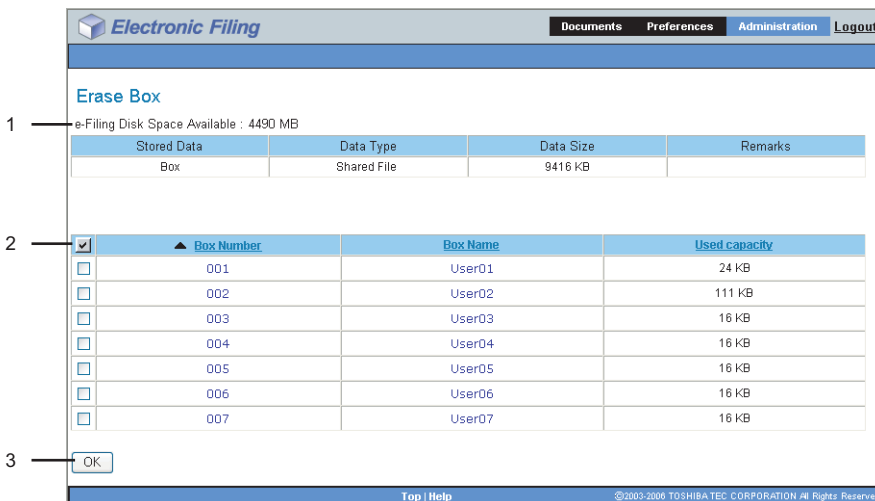 Electronic Filing
Documents Preferences Administration Logout
Erase Box
1
e-Filing Disk Space Available : 4490 MB
Stored Data Data Type Data Size Remarks
Box Shared File 9416 KB
2
Box Number Box Name Used capacity
001 User01 24 KB
002 User02 111 KB
003 User03 16 KB
004 User04 16 KB
005 User05 16 KB
006 User06 16 KB
007 User07 16 KB
3
OK
Top | Help ©2003-2006 TOSHIBA TEC CORPORATION All Rights Reserve